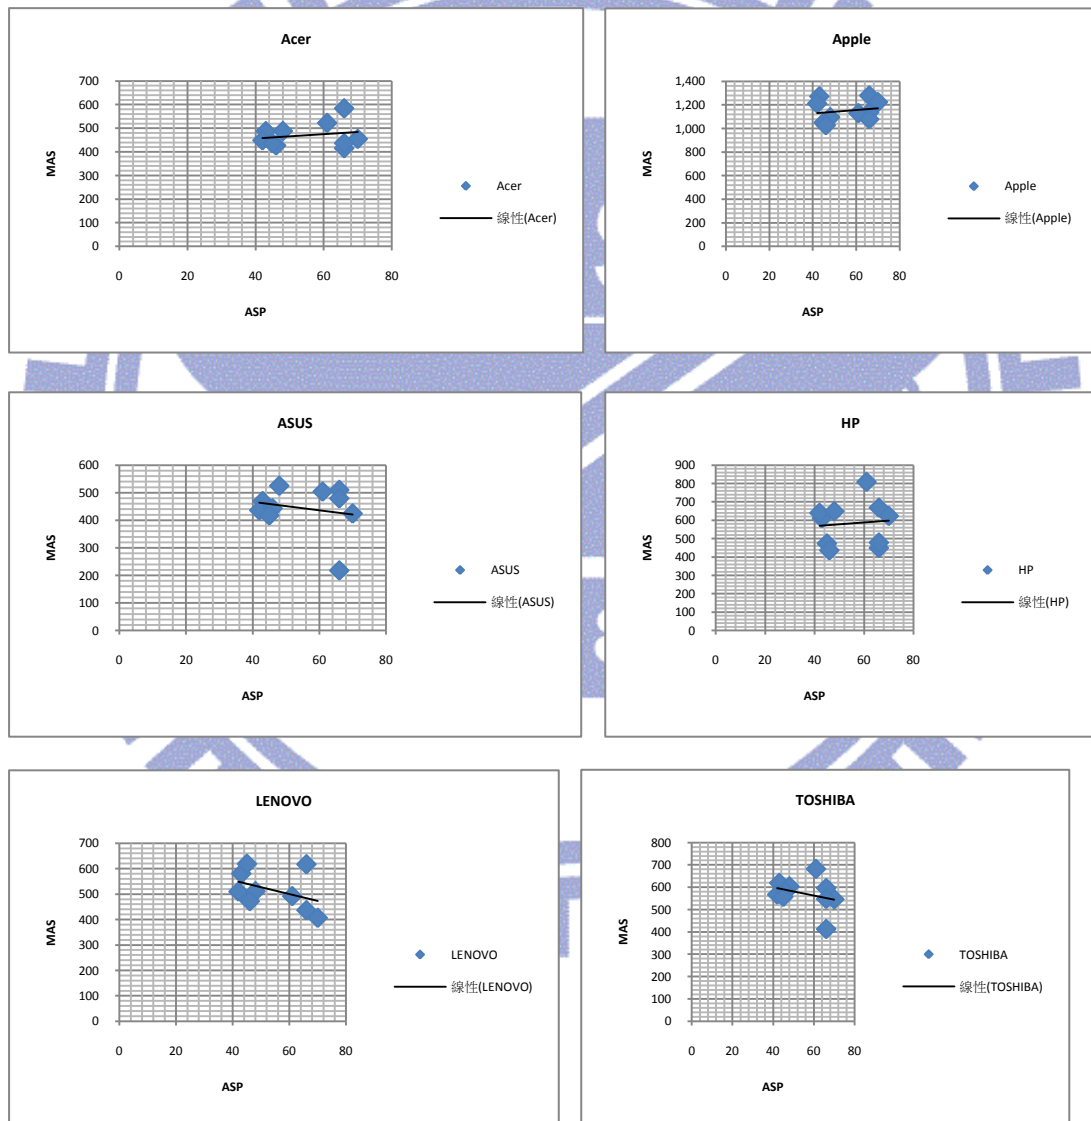 Acer
700
600
500
400
300
200
100
0
0 20 40 60 80
MAS
ASP
Acer
線性(Acer)
Apple
1,400
1,200
1,000
800
600
400
200
0
0 20 40 60 80
MAS
ASP
Apple
線性(Apple)
ASUS
600
500
400
300
200
100
0
0 20 40 60 80
MAS
ASP
ASUS
線性(ASUS)
HP
900
800
700
600
500
400
300
200
100
0
0 20 40 60 80
MAS
ASP
HP
線性(HP)
LENOVO
700
600
500
400
300
200
100
0
0 20 40 60 80
MAS
ASP
LENOVO
線性(LENOVO)
TOSHIBA
800
700
600
500
400
300
200
100
0
0 20 40 60 80
MAS
ASP
TOSHIBA
線性(TOSHIBA)